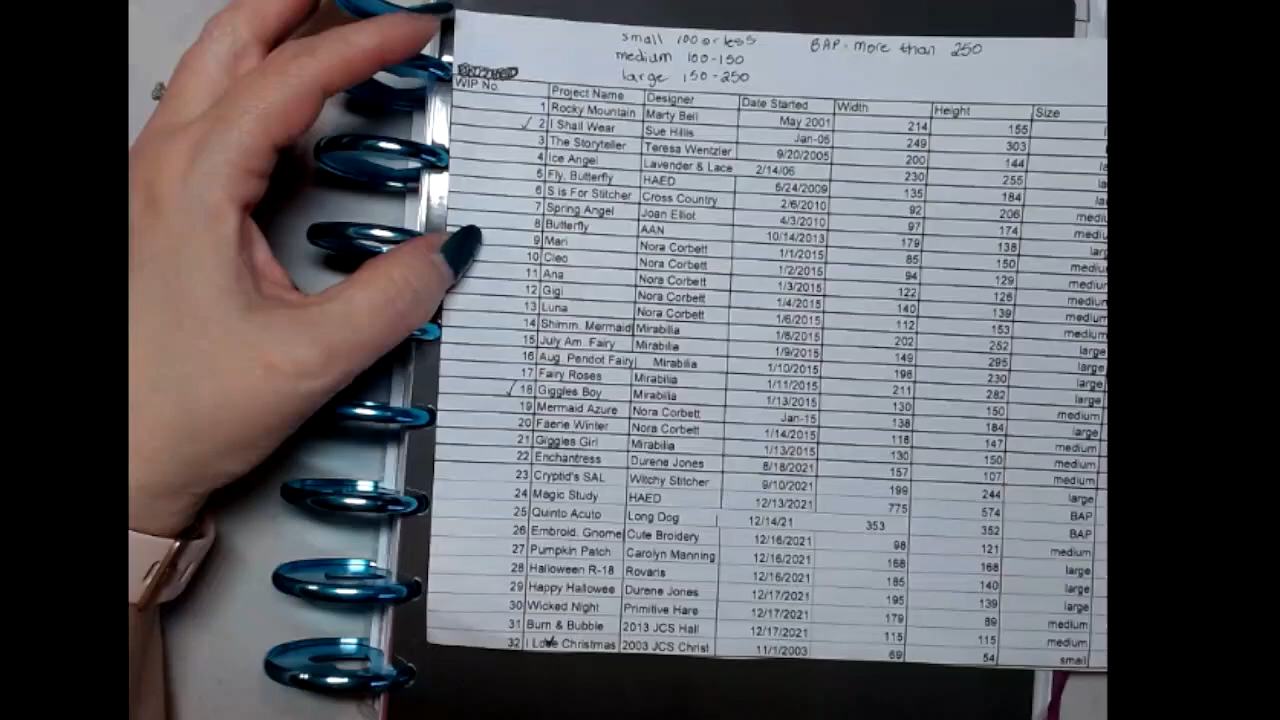 small 100 or less BAP - more than 250
medium 100-150
large 150-250
WIP No. Project Name Designer Date Started Width Height Size
1 Rocky Mountain Marty Bell May 2001 214 155 l
2 I Shall Wear Sue Hills Jan-05 249 303
3 The Storyteller Teresa Wentzler 9/20/2005 200 144 la
4 Ice Angel Lavender & Lace 2/14/06 230 255 la
5 Fly, Butterfly HAED 6/24/2009 135 184 la
6 S is For Stitcher Cross Country 2/6/2010 92 206 medi
7 Spring Angel Joan Elliot 4/3/2010 97 174 medi
8 Butterfly AAN 10/14/2013 179 138 larg
9 Mari Nora Corbett 1/1/2015 85 150 medi
10 Cleo Nora Corbett 1/2/2015 94 129 mediu
11 Ana Nora Corbett 1/3/2015 122 126 medium
12 Gigi Nora Corbett 1/4/2015 140 139 medium
13 Luna Nora Corbett 1/6/2015 112 153 medium
14 Shimm. Mermaid Mirabilia 1/8/2015 202 252 large
15 July Am. Fairy Mirabilia 1/9/2015 149 295 large
16 Aug. Peridot Fairy Mirabilia 1/10/2015 198 230 large
17 Fairy Roses Mirabilia 1/11/2015 211 282 large
18 Giggles Boy Mirabilia 1/13/2015 130 150 medium
19 Mermaid Azure Nora Corbett Jan-15 138 184 large
20 Faerie Winter Nora Corbett 1/14/2015 118 147 medium
21 Giggles Girl Mirabilia 1/13/2015 130 150 medium
22 Enchantress Durene Jones 8/18/2021 157 107 medium
23 Cryptid's SAL Witchy Stitcher 9/10/2021 199 244 large
24 Magic Study HAED 12/13/2021 775 574 BAP
25 Quinto Acuto Long Dog 12/14/21 353 352 BAP
26 Embroid. Gnome Cute Broidery 12/16/2021 98 121 medium
27 Pumpkin Patch Carolyn Manning 12/16/2021 168 168 large
28 Halloween R-18 Rovaris 12/16/2021 185 140 large
29 Happy Hallowee Durene Jones 12/17/2021 195 139 large
30 Wicked Night Primitive Hare 12/17/2021 179 89 medium
31 Burn & Bubble 2013 JCS Hall 12/17/2021 115 115 medium
32 I Love Christmas 2003 JCS Christ 11/1/2003 69 54 small